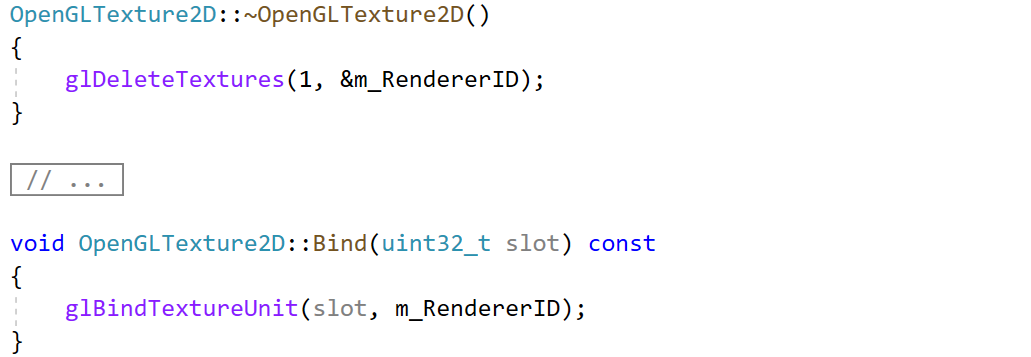 OpenGLTexture2D::~OpenGLTexture2D()
{
    glDeleteTextures(1, &m_RendererID);
}
// ...
void OpenGLTexture2D::Bind(uint32_t slot) const
{
    glBindTextureUnit(slot, m_RendererID);
}